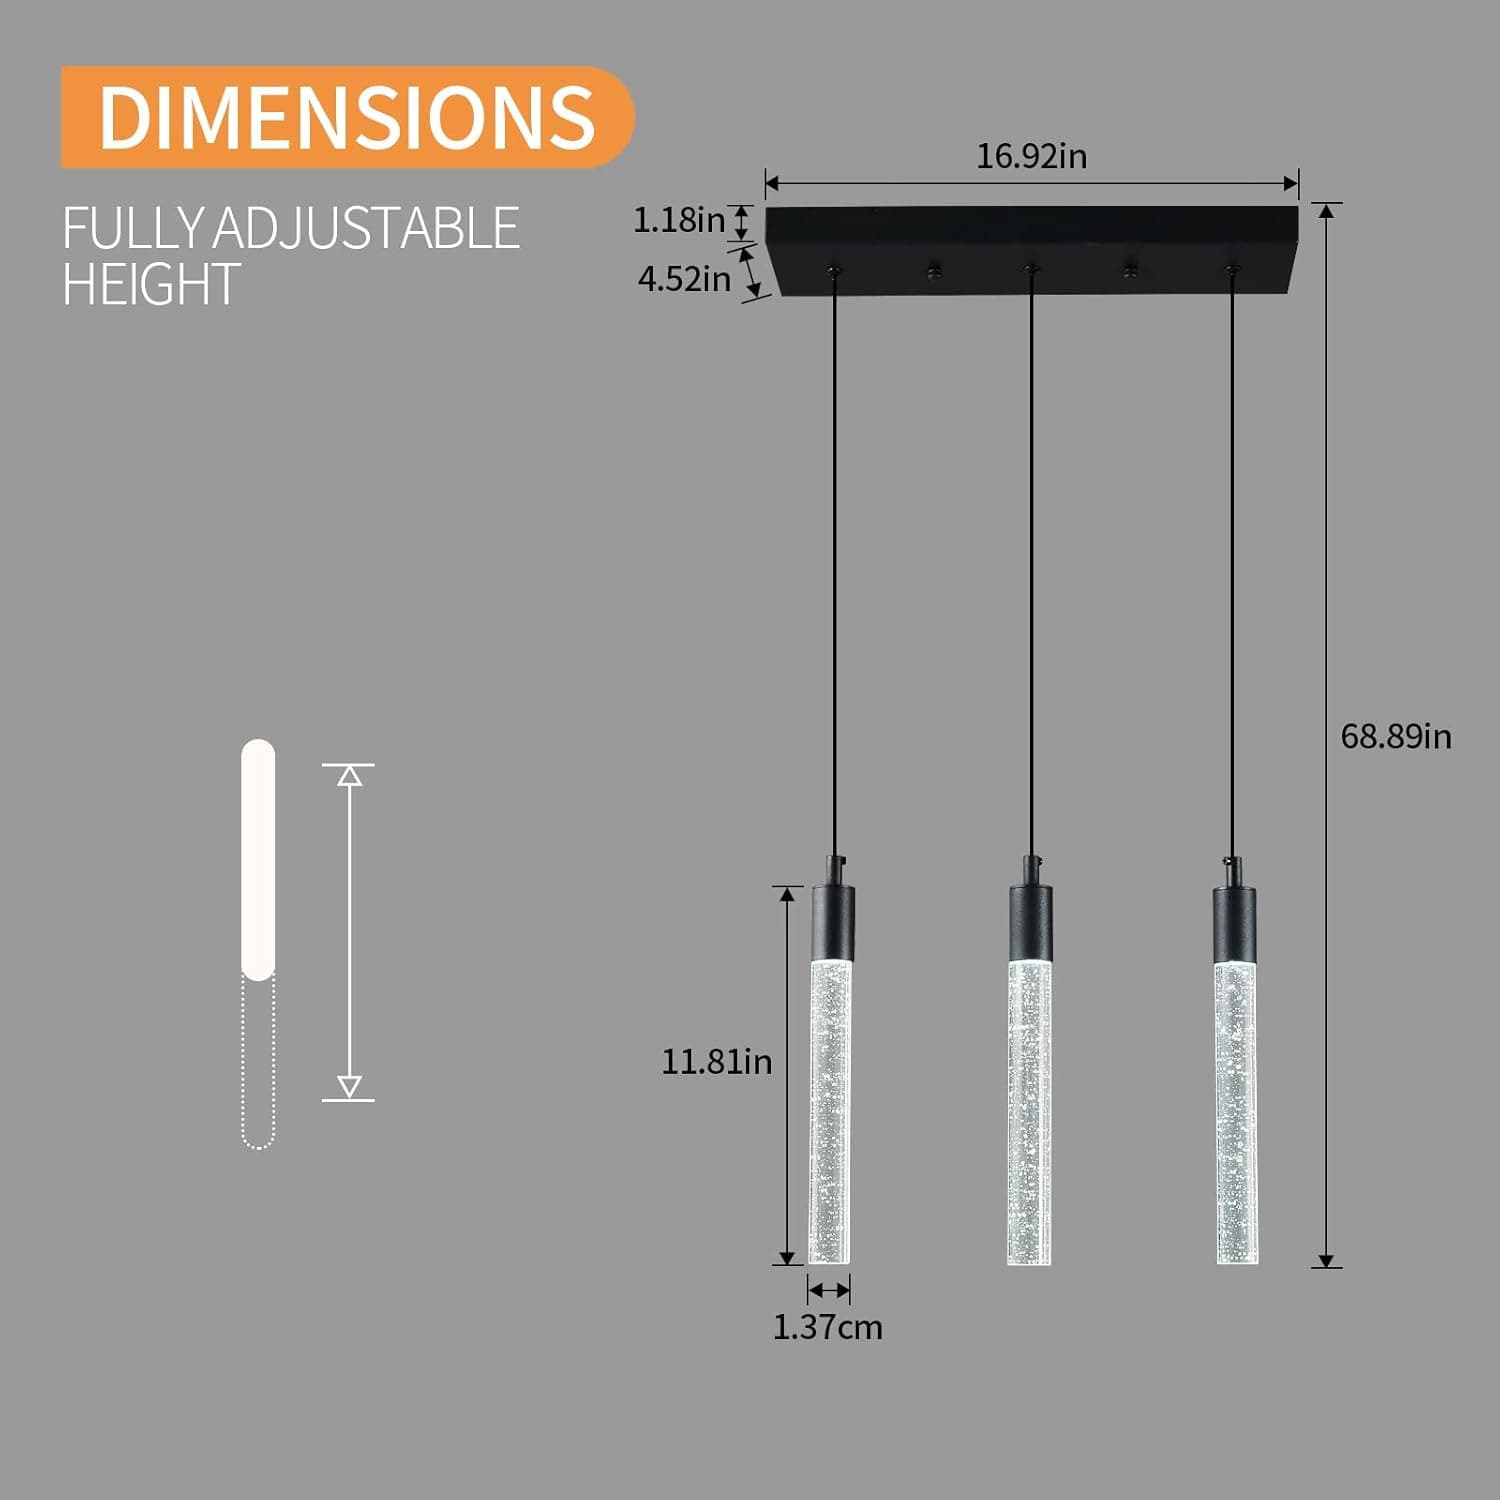 DIMENSIONS
FULLY ADJUSTABLE
HEIGHT
16.92in
1.18in
4.52in
68.89in
11.81in
1.37cm